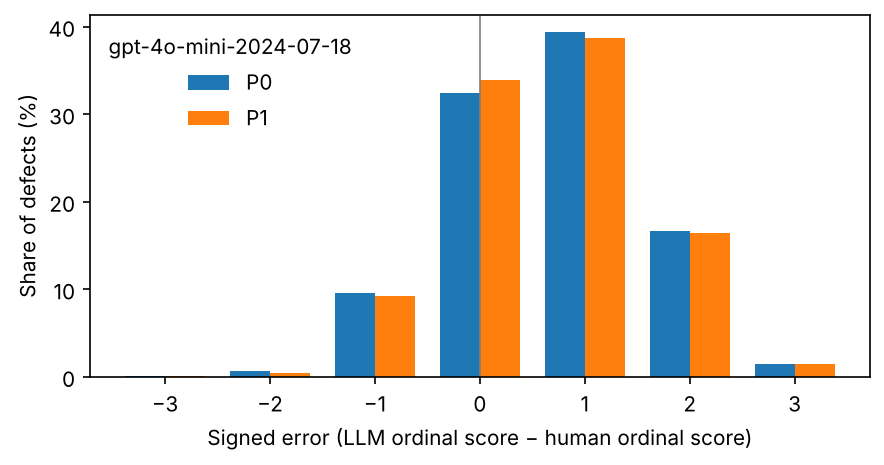 gpt-4o-mini-2024-07-18
P0
P1
Share of defects (%)
40
30
20
10
0
−3 −2 −1 0 1 2 3
Signed error (LLM ordinal score − human ordinal score)